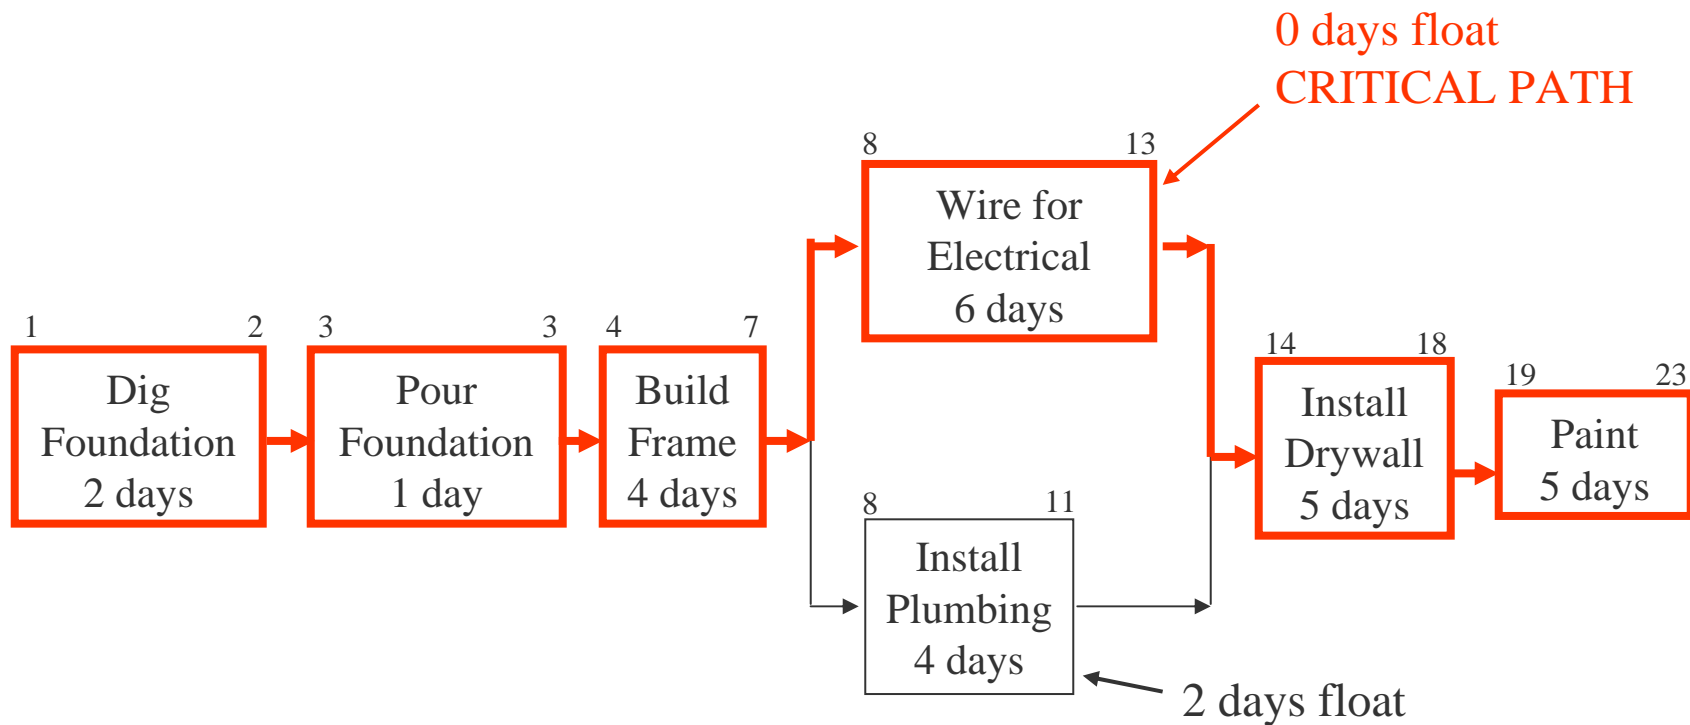 0 days float
CRITICAL PATH
8 13
Wire for
Electrical
6 days
1 2
Dig
Foundation
2 days
3 3
Pour
Foundation
1 day
4 7
Build
Frame
4 days
14 18
Install
Drywall
5 days
19 23
Paint
5 days
8 11
Install
Plumbing
4 days
2 days float